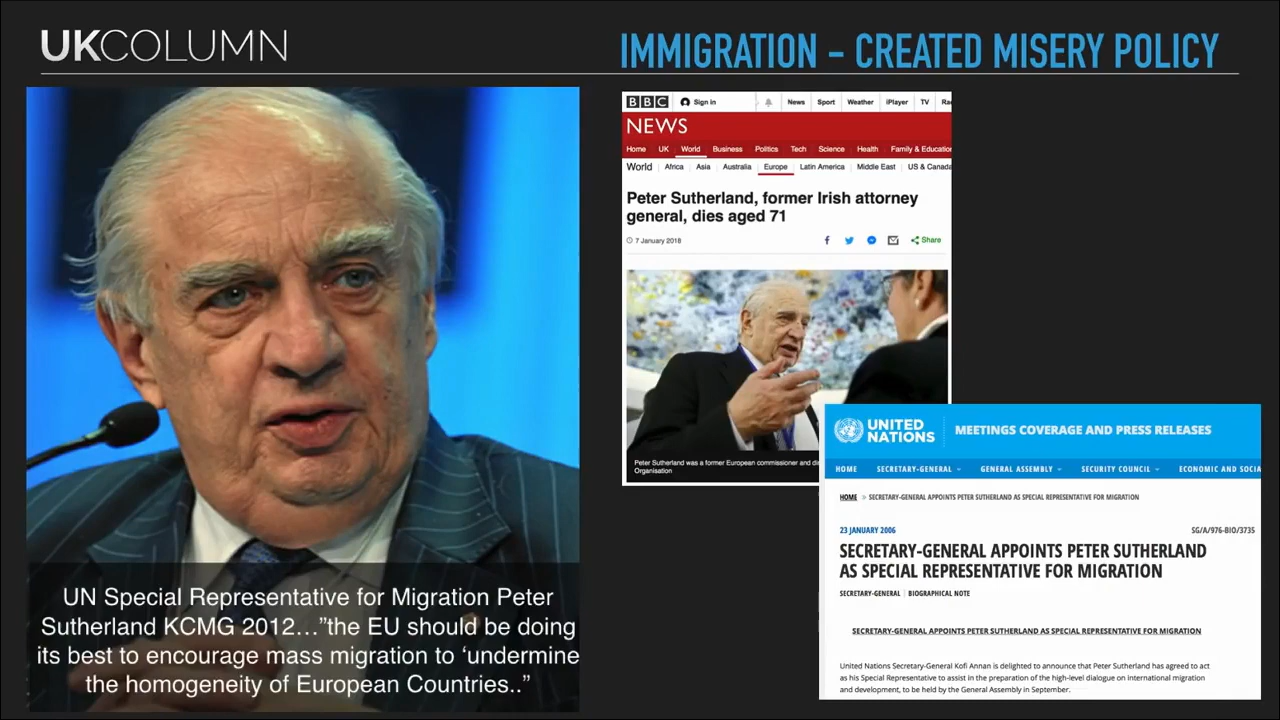 UKCOLUMN
IMMIGRATION - CREATED MISERY POLICY
UN Special Representative for Migration Peter
Sutherland KCMG 2012...”the EU should be doing
its best to encourage mass migration to ‘undermine
the homogeneity of European Countries..”
BBC Sign in News Sport Weather iPlayer TV Ra
NEWS
Home UK World Business Politics Tech Science Health Family & Education
World Africa Asia Australia Europe Latin America Middle East US & Canada
Peter Sutherland, former Irish attorney
general, dies aged 71
7 January 2018
Share
Peter Sutherland was a former European commissioner and di
Organisation
UNITED
NATIONS
MEETINGS COVERAGE AND PRESS RELEASES
HOME SECRETARY-GENERAL GENERAL ASSEMBLY SECURITY COUNCIL ECONOMIC AND SOCIA
HOME » SECRETARY-GENERAL APPOINTS PETER SUTHERLAND AS SPECIAL REPRESENTATIVE FOR MIGRATION
23 JANUARY 2006
SG/A/976-BIO/3735
SECRETARY-GENERAL APPOINTS PETER SUTHERLAND
AS SPECIAL REPRESENTATIVE FOR MIGRATION
SECRETARY-GENERAL | BIOGRAPHICAL NOTE
SECRETARY-GENERAL APPOINTS PETER SUTHERLAND AS SPECIAL REPRESENTATIVE FOR MIGRATION
United Nations Secretary-General Kofi Annan is delighted to announce that Peter Sutherland has agreed to act
as his Special Representative to assist in the preparation of the high-level dialogue on international migration
and development, to be held by the General Assembly in September.